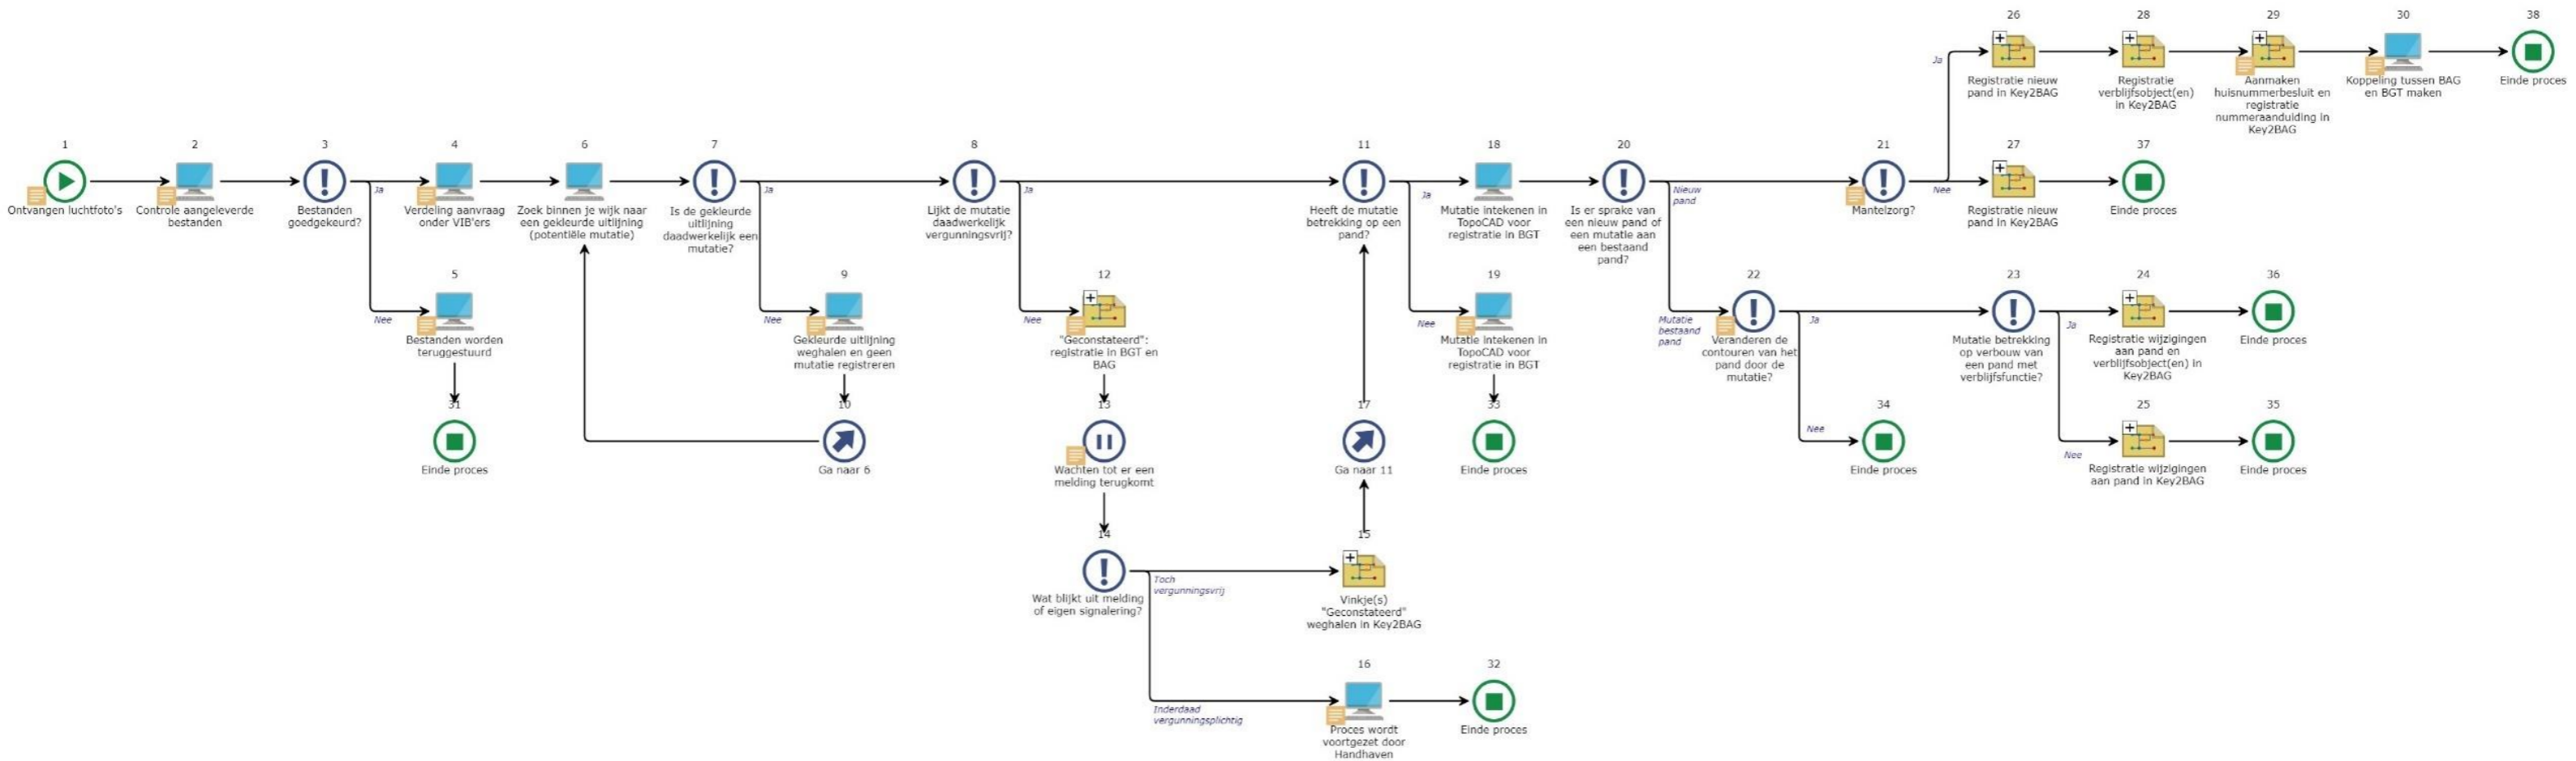 26
28
29
30
38
Ja
Registratie nieuw
pand in Key2BAG
Registratie
verblijfsobject(en)
in Key2BAG
Aanmaken
huisnummerbesluit en
registratie
nummeraanduiding in
Key2BAG
Koppeling tussen BAG
en BGT maken
Einde proces
1
2
3
4
6
7
8
11
18
20
21
27
37
Ontvangen luchtfoto's
Controle aangeleverde
bestanden
Bestanden
goedgekeurd?
Ja
Verdeling aanvraag
onder VIB'ers
Zoek binnen je wijk naar
een gekleurde uitlijning
(potentiële mutatie)
Is de gekleurde
uitlijning
daadwerkelijk een
mutatie?
Ja
Lijkt de mutatie
daadwerkelijk
vergunningsvrij?
Ja
Heeft de mutatie
betrekking op een
pand?
Ja
Mutatie intekenen in
TopoCAD voor
registratie in BGT
Is er sprake van
een nieuw pand of
een mutatie aan
een bestaand
pand?
Nieuw
pand
Mantelzorg?
Nee
Registratie nieuw
pand in Key2BAG
Einde proces
5
9
12
19
22
23
24
36
Nee
Bestanden worden
teruggestuurd
Nee
Gekleurde uitlijning
weghalen en geen
mutatie registreren
Nee
"Geconstateerd":
registratie in BGT en
BAG
Nee
Mutatie intekenen in
TopoCAD voor
registratie in BGT
Mutatie
bestaand
pand
Veranderen de
contouren van het
pand door de
mutatie?
Ja
Mutatie betrekking
op verbouw van
een pand met
verblijfsfunctie?
Ja
Registratie wijzigingen
aan pand en
verblijfsobject(en) in
Key2BAG
Einde proces
31
10
13
17
33
34
25
35
Einde proces
Ga naar 6
Wachten tot er een
melding terugkomt
Ga naar 11
Einde proces
Nee
Einde proces
Nee
Registratie wijzigingen
aan pand in Key2BAG
Einde proces
14
15
Wat blijkt uit melding
of eigen signalering?
Toch
vergunningsvrij
Vinkje(s)
"Geconstateerd"
weghalen in Key2BAG
16
32
Inderdaad
vergunningsplichtig
Proces wordt
voortgezet door
Handhaven
Einde proces